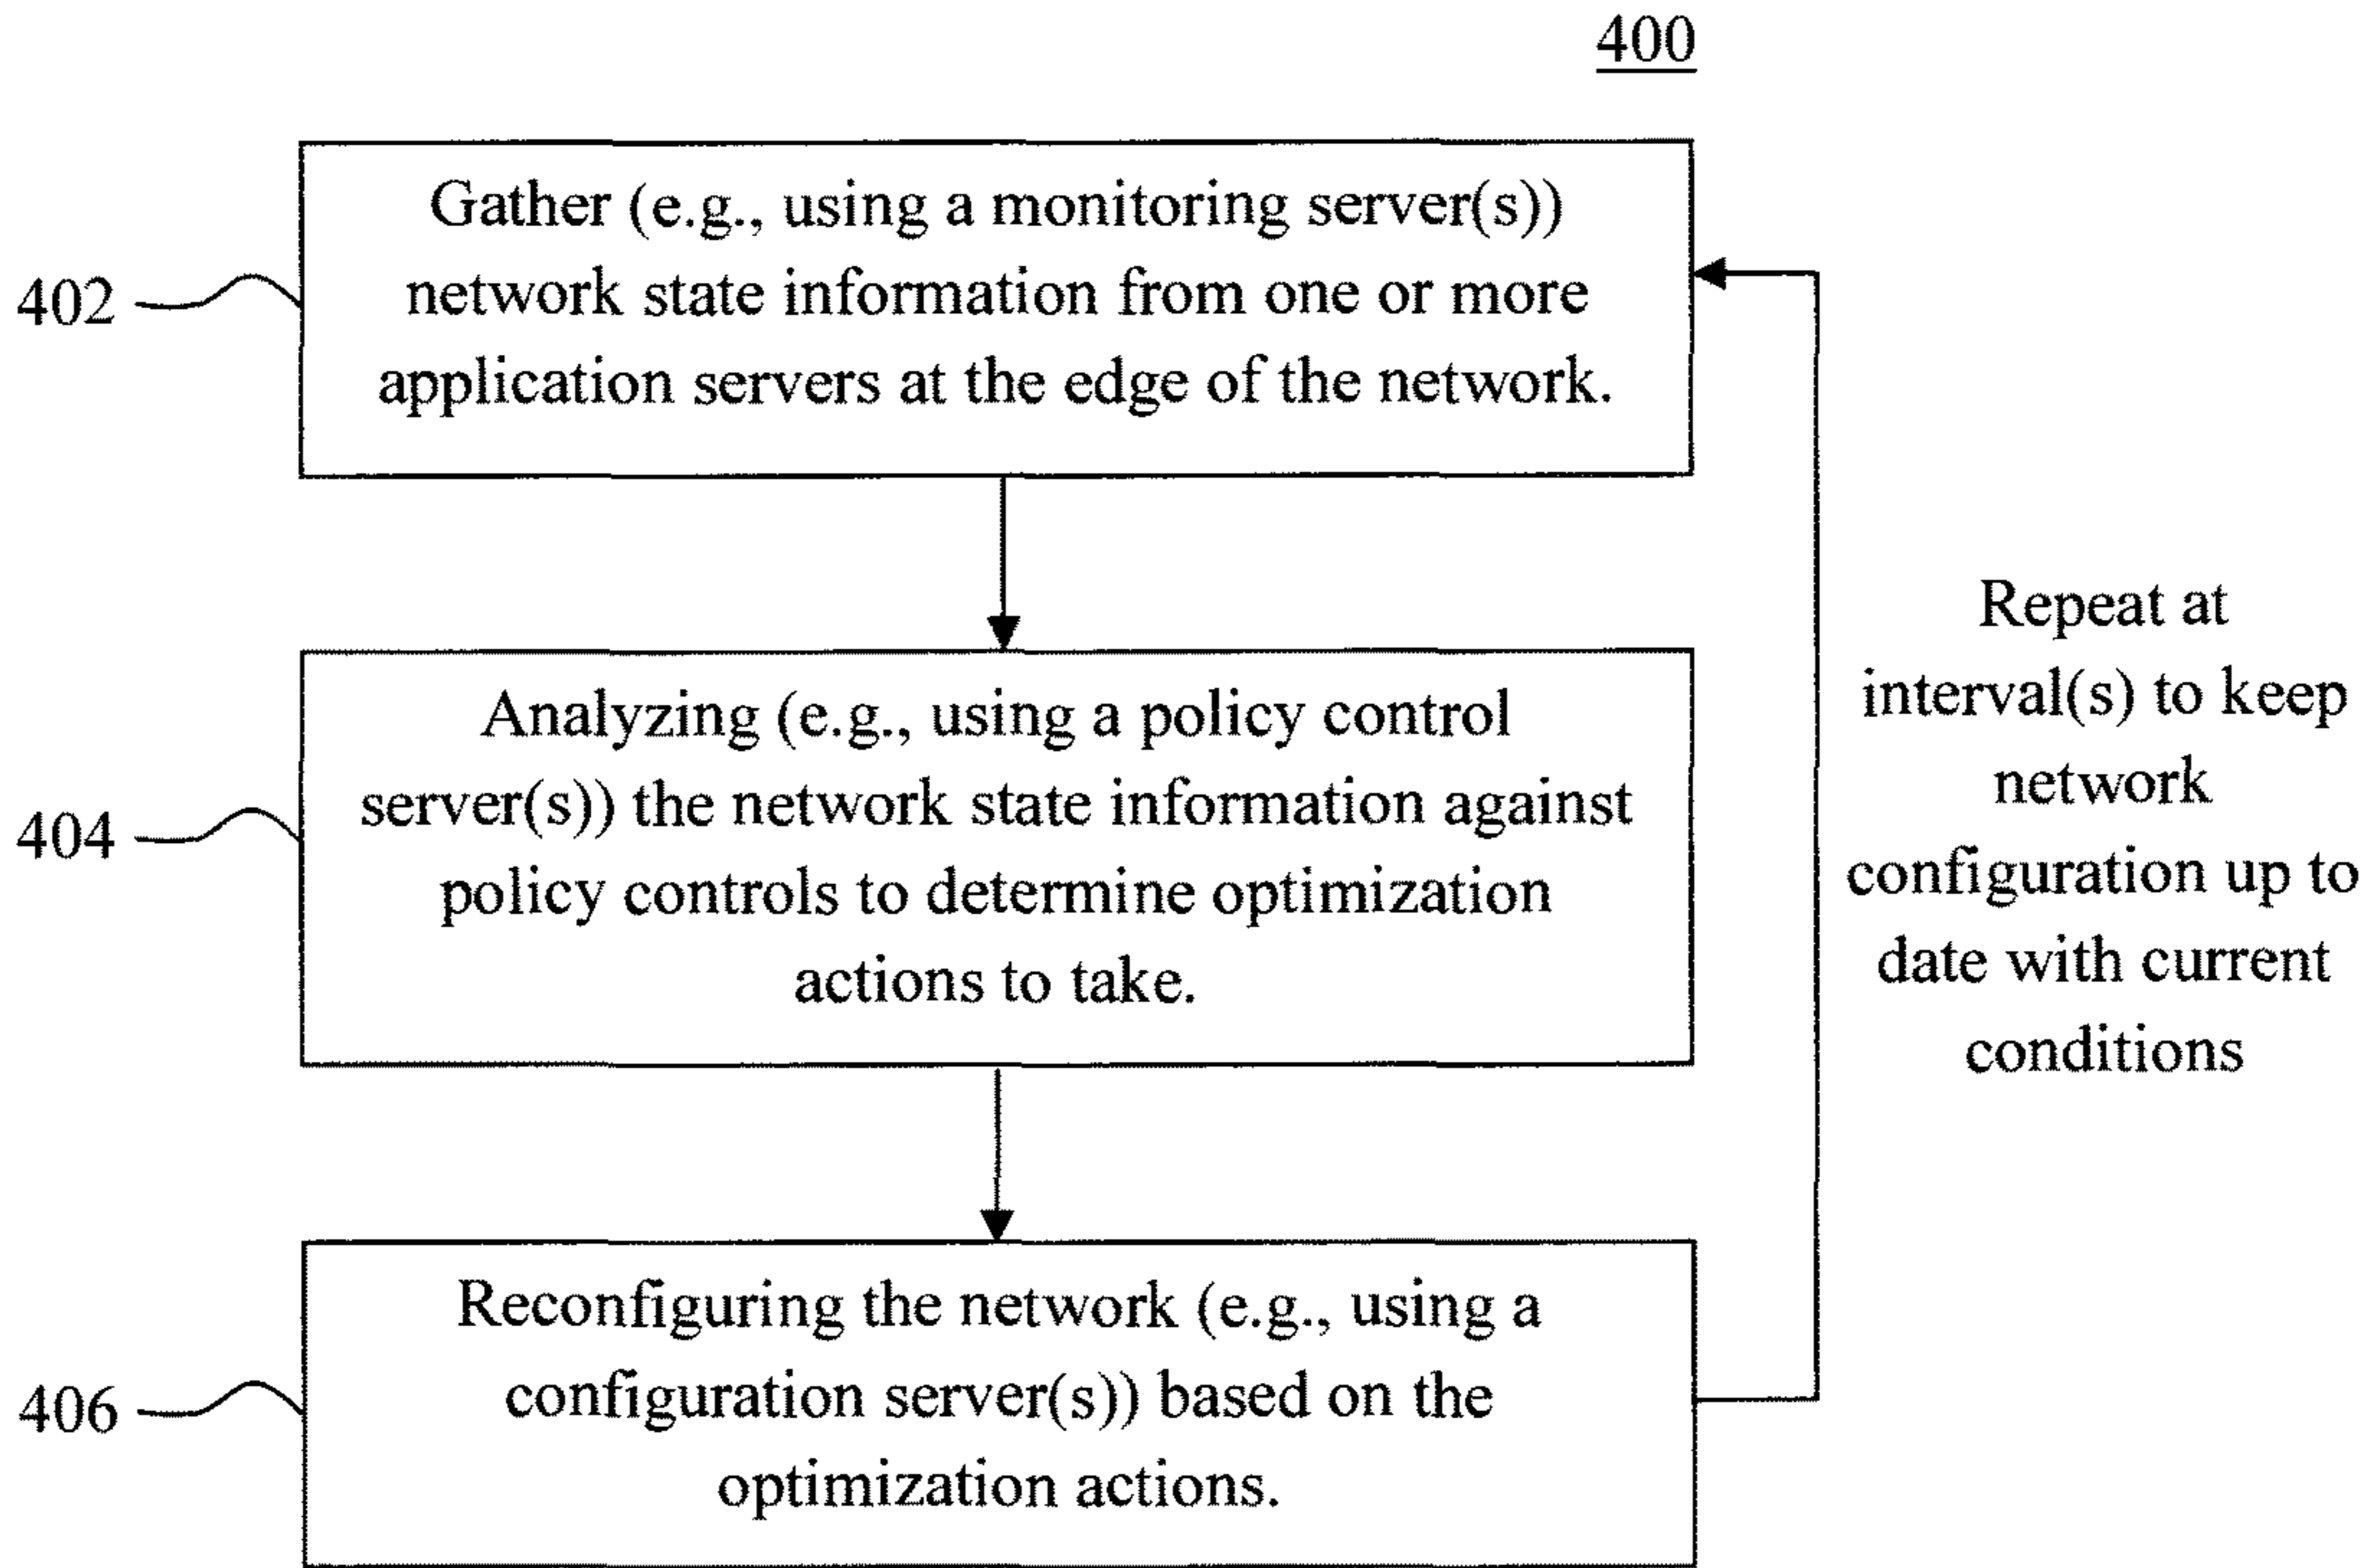 400
Gather (e.g., using a monitoring server(s))
network state information from one or more
application servers at the edge of the network.
402
Analyzing (e.g., using a policy control
server(s)) the network state information against
policy controls to determine optimization
actions to take.
404
Reconfiguring the network (e.g., using a
configuration server(s)) based on the
optimization actions.
406
Repeat at
interval(s) to keep
network
configuration up to
date with current
conditions